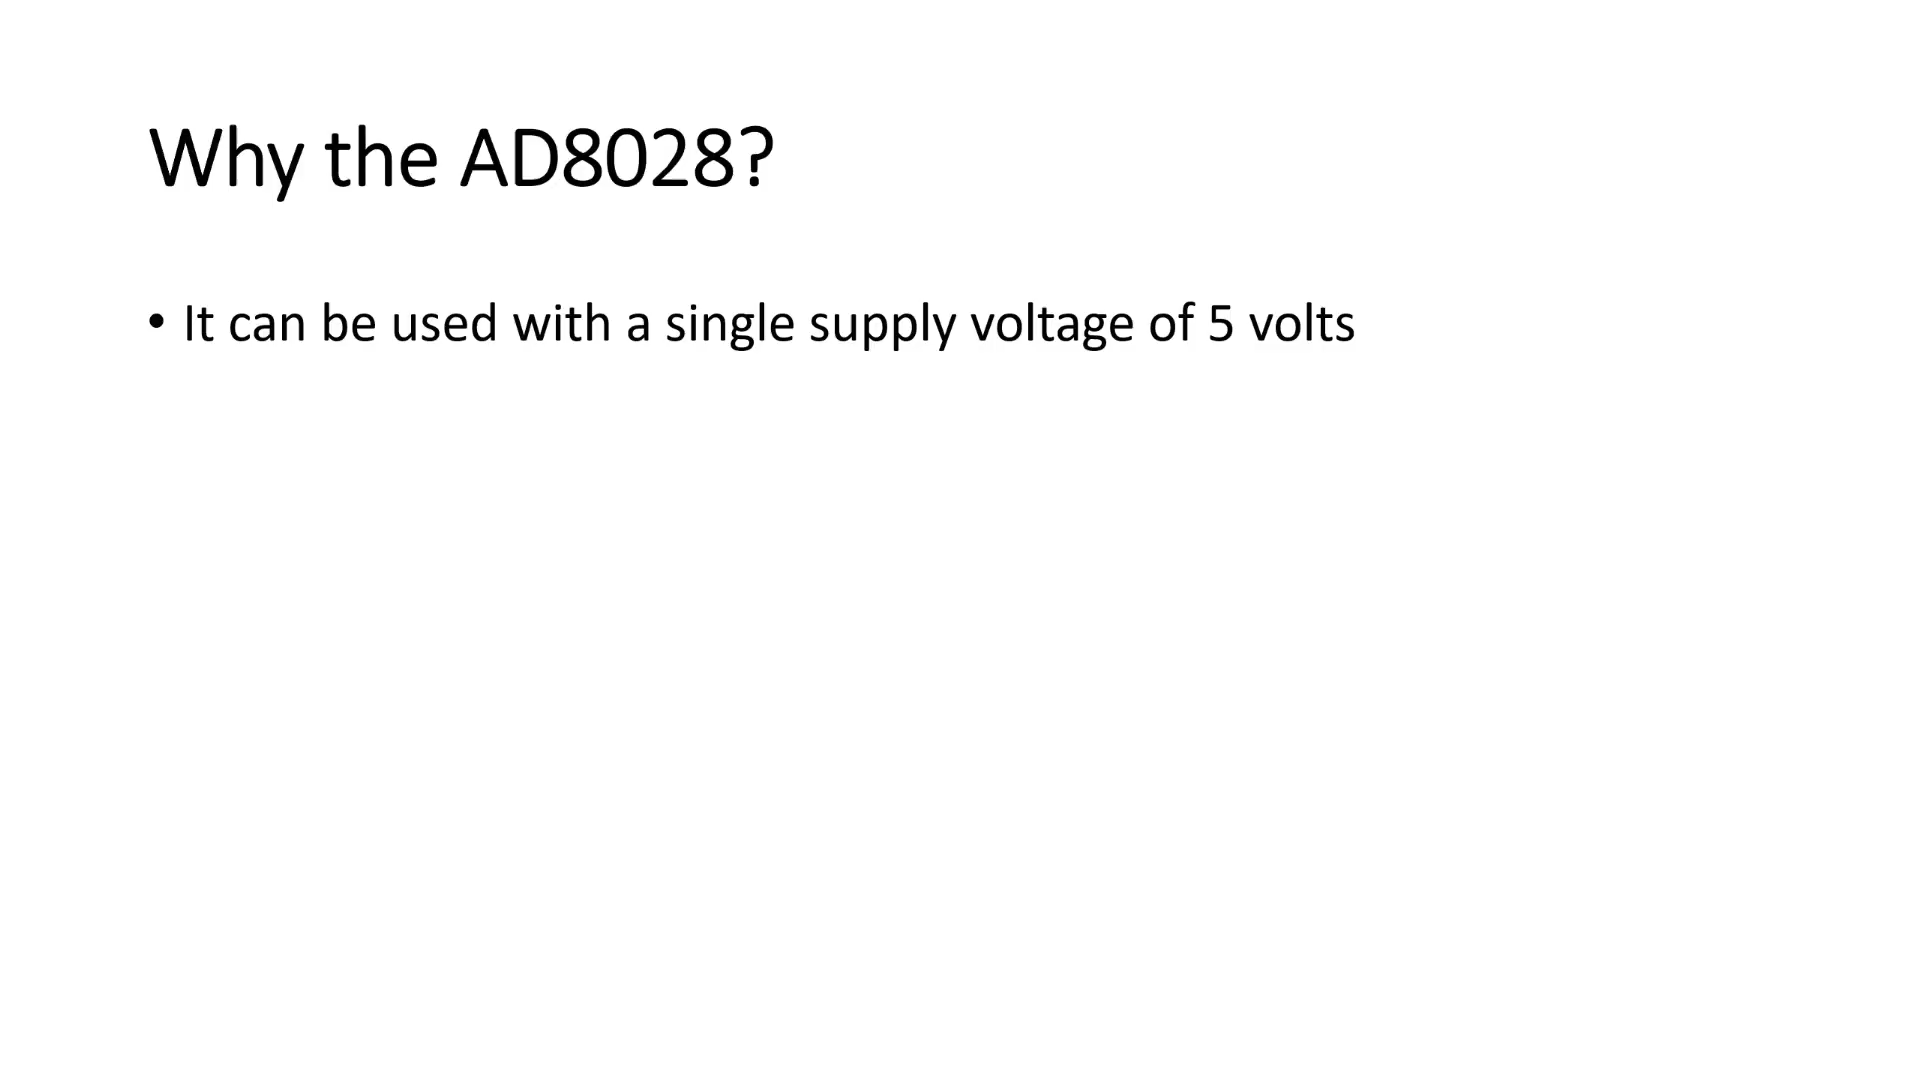 Why the AD8028?
• It can be used with a single supply voltage of 5 volts